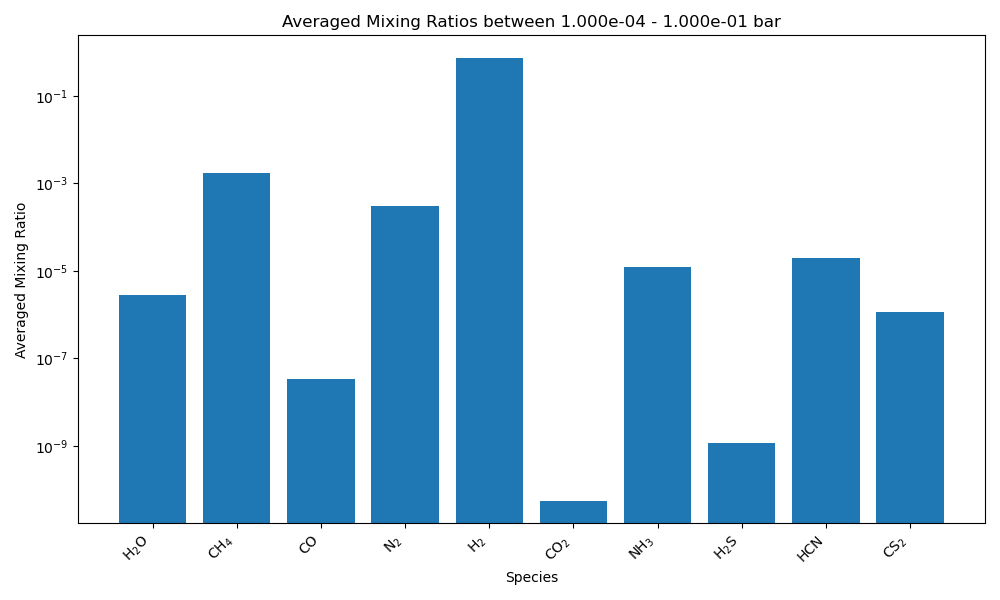 Averaged Mixing Ratios between 1.000e-04 - 1.000e-01 bar
Averaged Mixing Ratio
10⁻¹
10⁻³
10⁻⁵
10⁻⁷
10⁻⁹
H₂O CH₄ CO N₂ H₂ CO₂ NH₃ H₂S HCN CS₂
Species